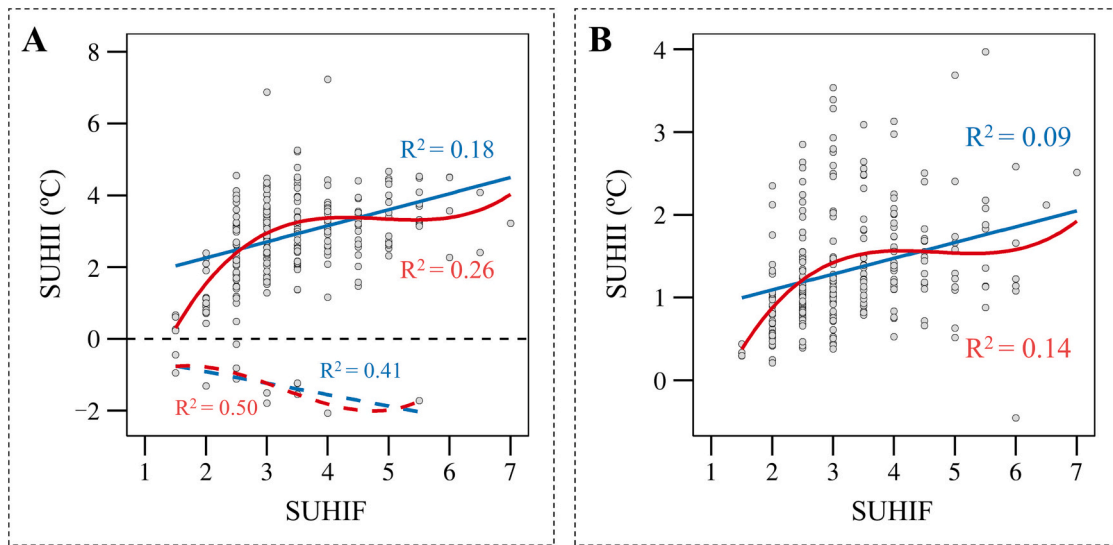 A
SUHII (ºC)
8
6
4
2
0
−2
R² = 0.18
R² = 0.26
R² = 0.41
R² = 0.50
1 2 3 4 5 6 7
SUHIF
B
SUHII (ºC)
4
3
2
1
0
R² = 0.09
R² = 0.14
1 2 3 4 5 6 7
SUHIF